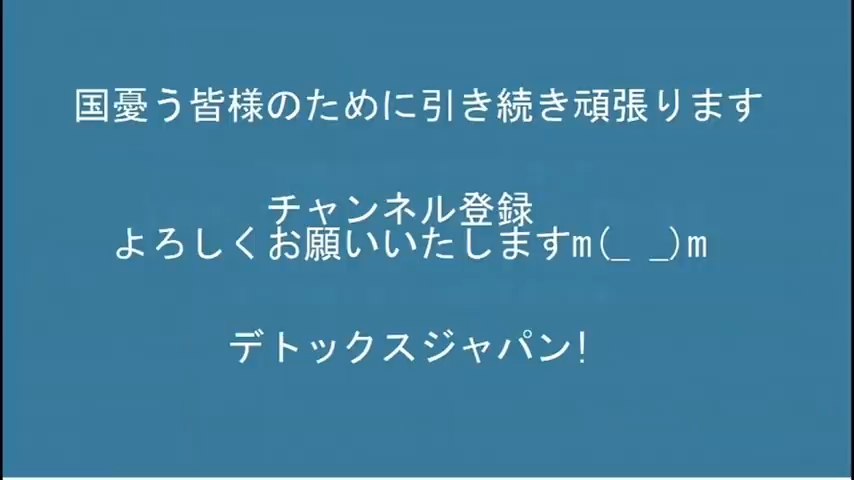 国憂う皆様のために引き続き頑張ります
チャンネル登録
よろしくお願いいたしますm(_ _)m
デトックスジャパン!